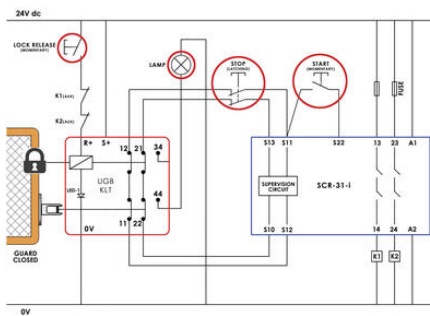 24V dc
LOCK RELEASE
(MOMENTARY)
LAMP
STOP
(LATCHING)
START
(MOMENTARY)
FUSE
K1(AUX)
K2(AUX)
R+ S+
12 21 34
S13 S11 S22 13 23 A1
LED-1
UGB
KLT
44
SUPERVISION
CIRCUIT
SCR-31-i
0V
11 22
S10 S12 14 24 A2
GUARD
CLOSED
K1 K2
0V